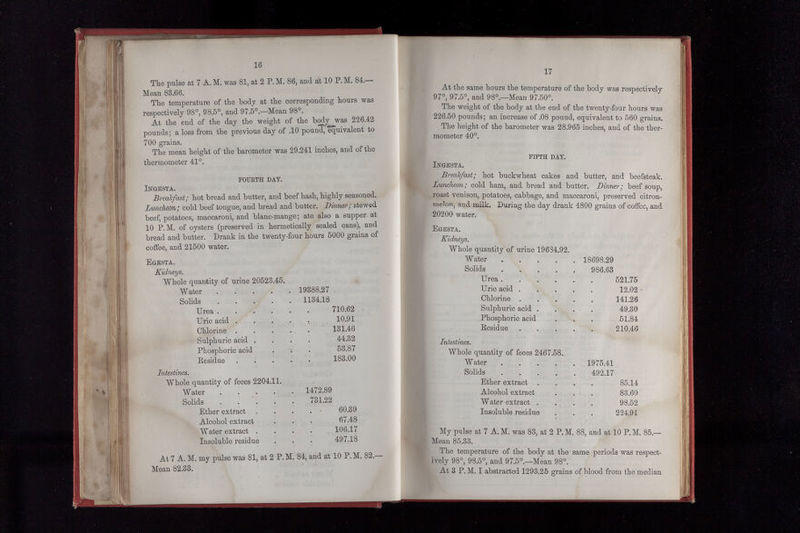 16
The pulse at 7 A. M. was 81, at 2 P. M. 86, and at 10 P. M. 84.—
Mean 83.66.
The temperature of the body at the corresponding hours was
respectively 98°, 98.5°, and 97.5°.—Mean 98°.
At the end of the day the weight of the body was 226.42
pounds; a loss from the previous day of .10 pound, equivalent to
700 grains.
The mean height of the barometer was 29.241 inches, and of the
thermometer 41°.
FOURTH DAY.
INGESTA.
Breakfast; hot bread and butter, and beef hash, highly seasoned.
Luncheon; cold beef tongue, and bread and butter. Dinner; stewed
beef, potatoes, maccaroni, and blanc-mange; ate also a supper at
10 P. M. of oysters (preserved in hermetically sealed cans), and
bread and butter. Drank in the twenty-four hours 5000 grains of
coffee, and 21500 water.
EGESTA.
Kidneys.
Whole quantity of urine 20523.45.
Water . . . . . 19388.27
Solids . . . . . 1134.18
Urea . . . . . 710.62
Uric acid . . . . . 10.91
Chlorine . . . . . 131.46
Sulphuric acid . . . . 44.32
Phosphoric acid . . . 53.87
Residue . . . . 183.00
Intestines.
Whole quantity of feces 2204.11.
Water . . . . . 1472.89
Solids . . . . . 731.22
Ether extract . . . . 60.39
Alcohol extract . . . 67.48
Water extract . . . . 106.17
Insoluble residue . . . 497.18
At 7 A. M. my pulse was 81, at 2 P. M. 84, and at 10 P. M. 82.—
Mean 82.33.
17
At the same hours the temperature of the body was respectively
97°, 97.5°, and 98°.—Mean 97.50°.
The weight of the body at the end of the twenty-four hours was
226.50 pounds; an increase of .08 pound, equivalent to 560 grains.
The height of the barometer was 28.965 inches, and of the ther-
mometer 40°.
FIFTH DAY.
INGESTA.
Breakfast; hot buckwheat cakes and butter, and beefsteak.
Luncheon; cold ham, and bread and butter. Dinner; beef soup,
roast venison, potatoes, cabbage, and maccaroni, preserved citron-
melon, and milk. During the day drank 4890 grains of coffee, and
20200 water.
EGESTA.
Kidneys.
Whole quantity of urine 19684.92.
Water . . . . . 18698.29
Solids . . . . . 986.63
Urea . . . . . 521.75
Uric acid . . . . . 12.02
Chlorine . . . . . 141.26
Sulphuric acid . . . . 49.30
Phosphoric acid . . . 51.84
Residue . . . . . 210.46
Intestines.
Whole quantity of feces 2467.58.
Water . . . . . 1975.41
Solids . . . . . 492.17
Ether extract . . . . 85.14
Alcohol extract . . . 83.60
Water extract . . . . 98.52
Insoluble residue . . . 224.91
My pulse at 7 A. M. was 83, at 2 P. M. 88, and at 10 P. M. 85.—
Mean 85.33.
The temperature of the body at the same periods was respect-
ively 98°, 98.5°, and 97.5°.—Mean 98°.
At 3 P. M. I abstracted 1293.25 grains of blood from the median